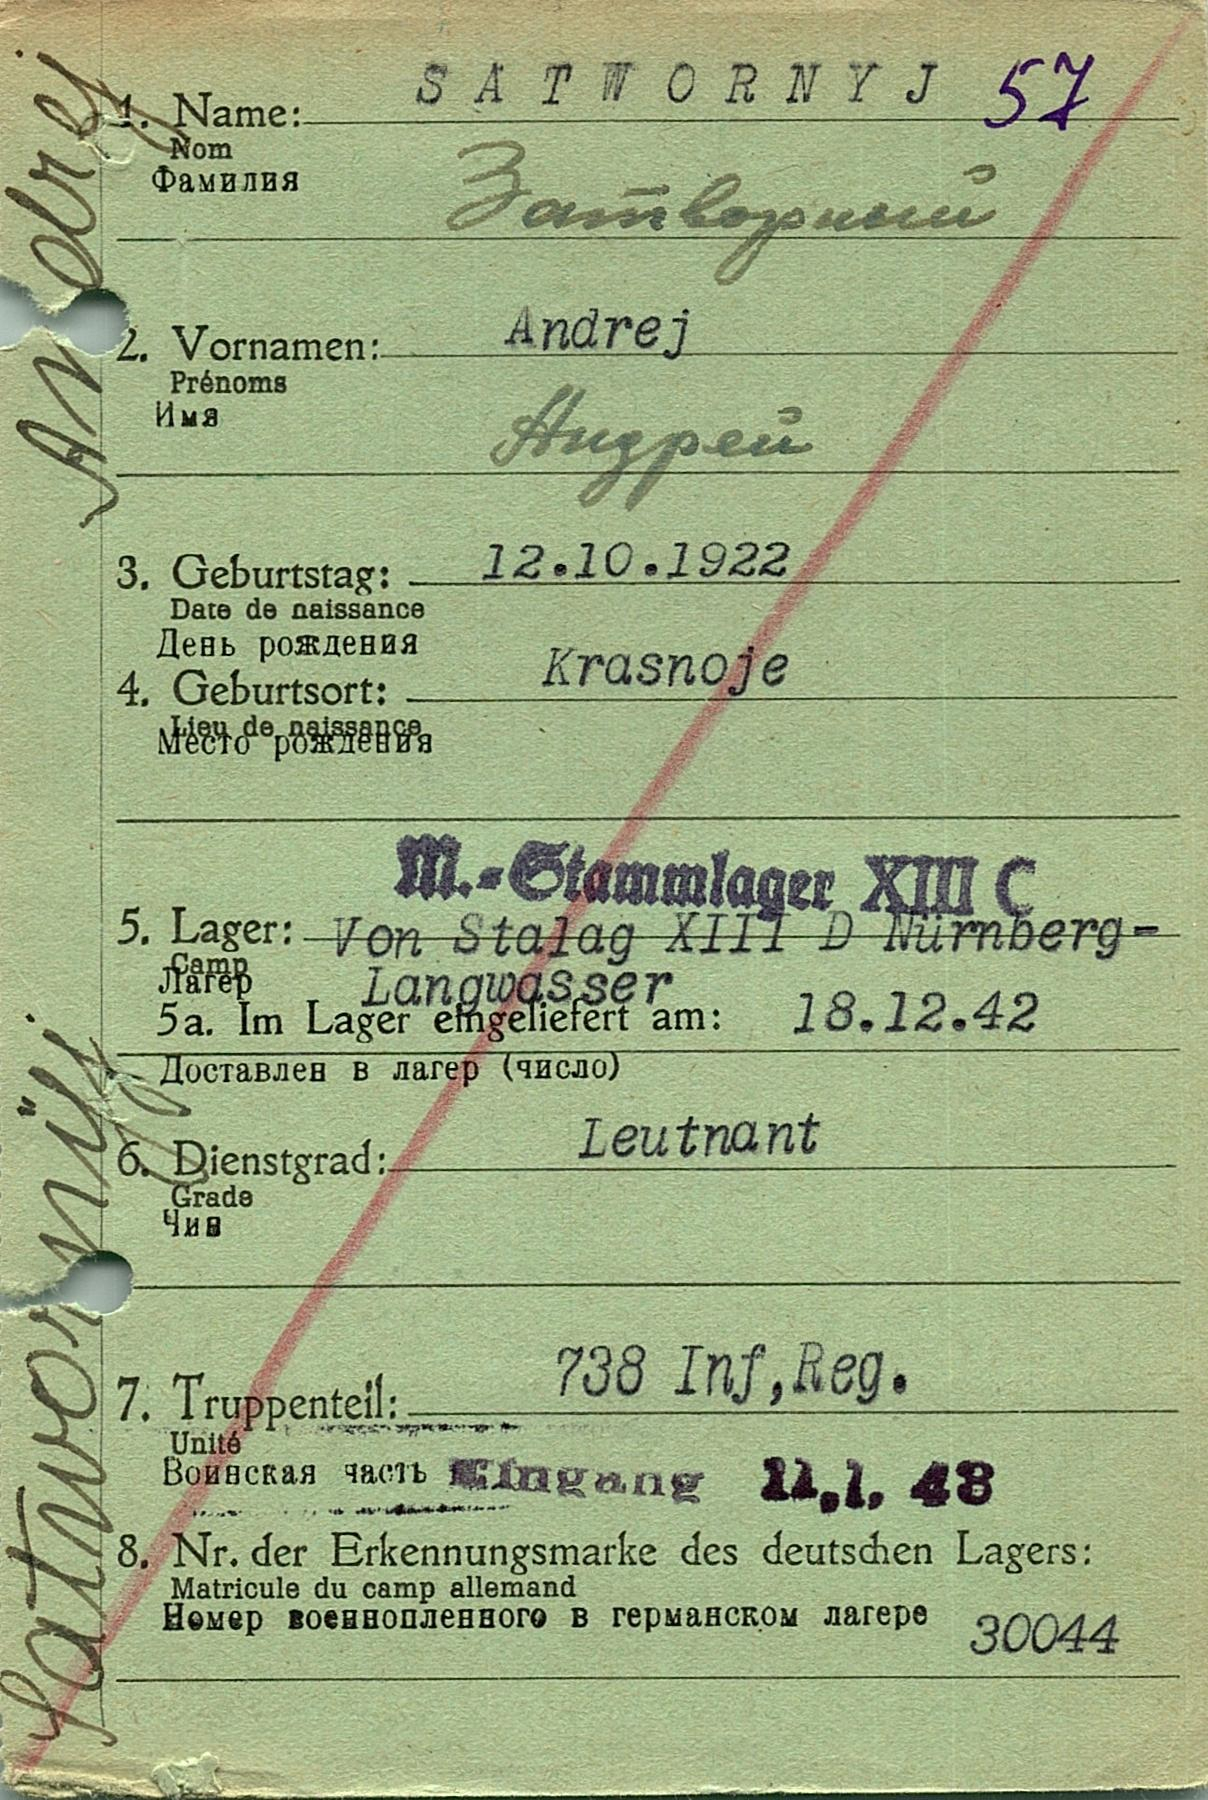 1. Name: SATWORNYJ 57
Nom
Фамилия
Затворный
2. Vornamen: Andrej
Prénoms
Имя
Андрей
3. Geburtstag: 12.10.1922
Date de naissance
День рождения
4. Geburtsort: Krasnoje
Lieu de naissance
Место рождения
M.-Stammlager XIII C
5. Lager: Von Stalag XIII D Nürnberg-
Camp
Лагер
Langwasser
5a. Im Lager eingeliefert am: 18.12.42
Доставлен в лагер (число)
6. Dienstgrad: Leutnant
Grade
Чин
7. Truppenteil: 738 Inf,Reg.
Unité
Воинская часть
Eingang 11.1.43
8. Nr. der Erkennungsmarke des deutschen Lagers:
Matricule du camp allemand
Номер военнопленного в германском лагере 30044
Satwornÿj Andrej